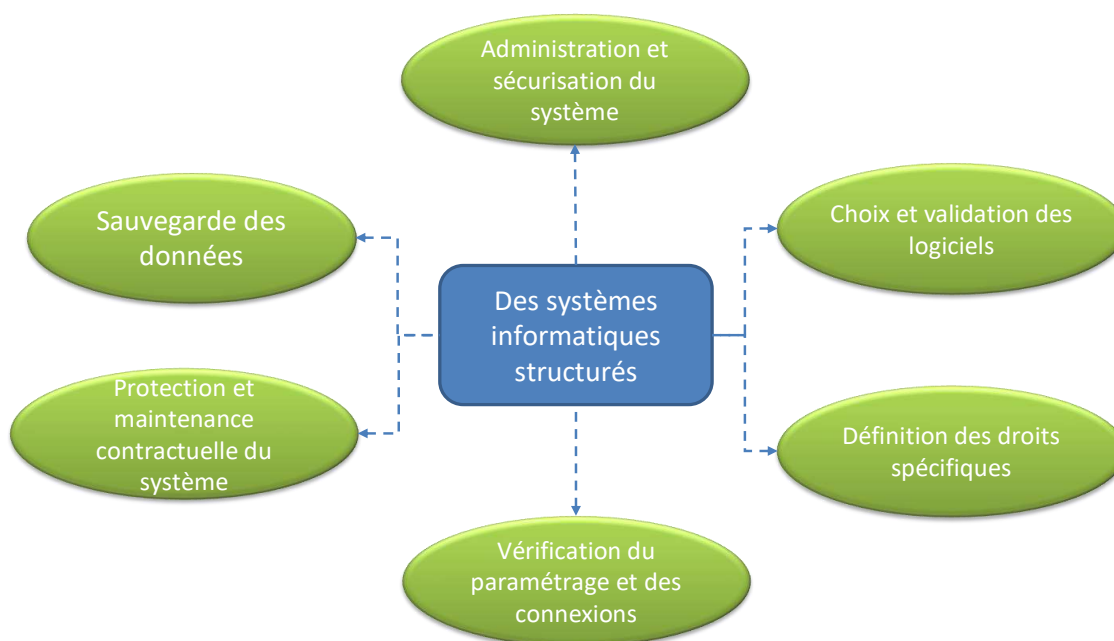 Administration et
sécurisation du
système
Sauvegarde des
données
Choix et validation des
logiciels
Des systèmes
informatiques
structurés
Protection et
maintenance
contractuelle du
système
Définition des droits
spécifiques
Vérification du
paramétrage et des
connexions